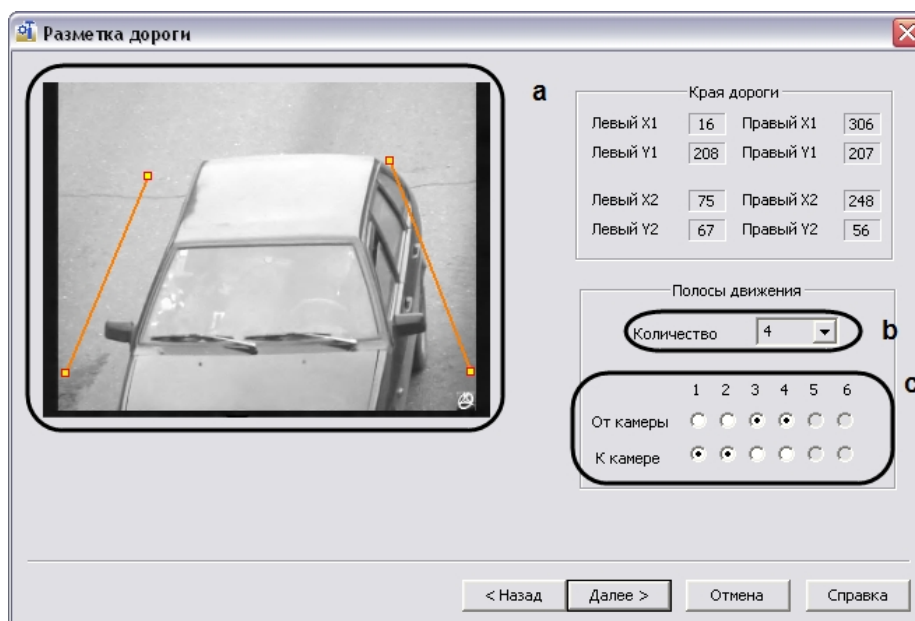 Разметка дороги
a
Края дороги
Левый X1 16 Правый X1 306
Левый Y1 208 Правый Y1 207
Левый X2 75 Правый X2 248
Левый Y2 67 Правый Y2 56
Полосы движения
Количество 4
b
c
1 2 3 4 5 6
От камеры
К камере
< Назад Далее > Отмена Справка